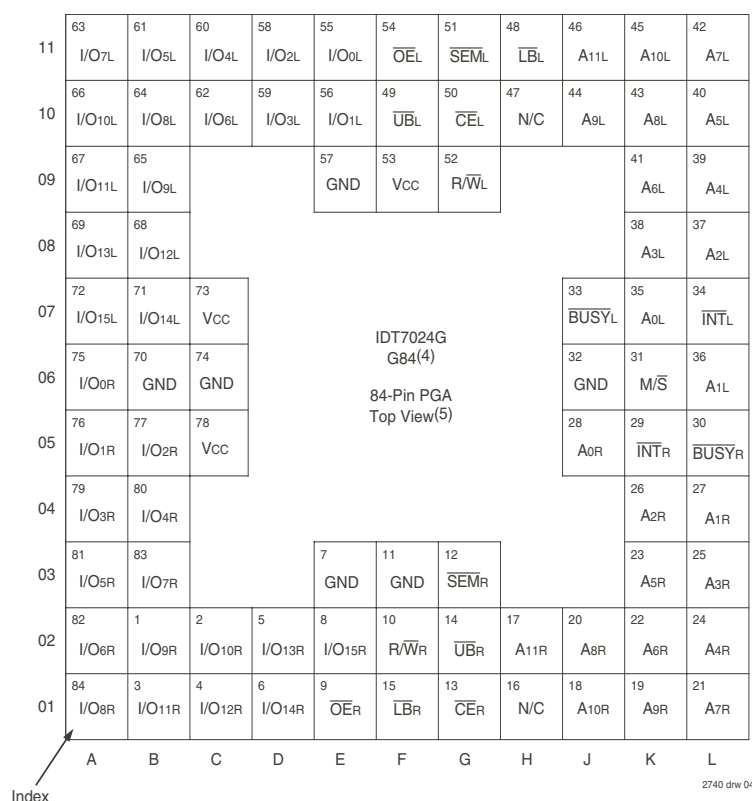 63 61 60 58 55 54 51 48 46 45 42
11 I/O7L I/O5L I/O4L I/O2L I/O0L OEL SEML LBL A11L A10L A7L
66 64 62 59 56 49 50 47 44 43 40
10 I/O10L I/O8L I/O6L I/O3L I/O1L UBL CEL N/C A9L A8L A5L
67 65 57 53 52 41 39
09 I/O11L I/O9L GND VCC R/WL A6L A4L
69 68 38 37
08 I/O13L I/O12L A3L A2L
72 71 73 33 35 34
07 I/O15L I/O14L VCC BUSYL A0L INTL
IDT7024G
G84(4)
75 70 74 32 31 36
06 I/O0R GND GND GND M/S A1L
84-Pin PGA
Top View(5)
76 77 78 28 29 30
05 I/O1R I/O2R VCC A0R INTR BUSYR
79 80 26 27
04 I/O3R I/O4R A2R A1R
81 83 7 11 12 23 25
03 I/O5R I/O7R GND GND SEMR A5R A3R
82 1 2 5 8 10 14 17 20 22 24
02 I/O6R I/O9R I/O10R I/O13R I/O15R R/WR UBR A11R A8R A6R A4R
84 3 4 6 9 15 13 16 18 19 21
01 I/O8R I/O11R I/O12R I/O14R OER LBR CER N/C A10R A9R A7R
A B C D E F G H J K L
Index
2740 drw 04